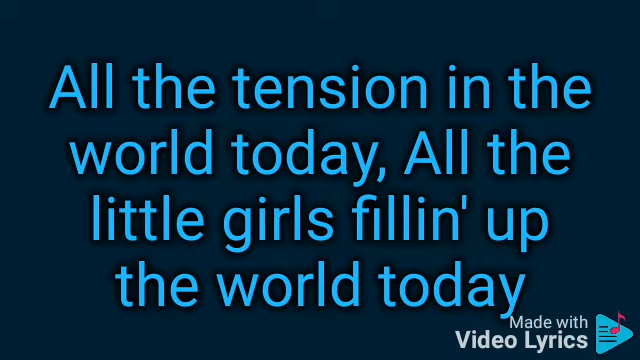 All the tension in the
world today, All the
little girls fillin' up
the world today
Made with
Video Lyrics